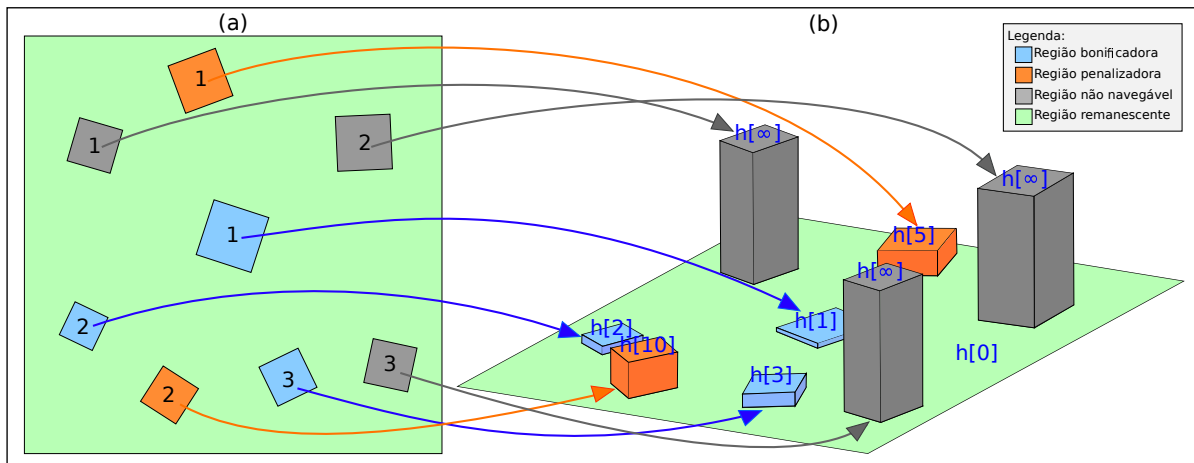 (a)
(b)
Legenda:
Região bonificadora
Região penalizadora
Região não navegável
Região remanescente
1
1
2
1
2
3
3
2
h[∞]
h[∞]
h[5]
h[∞]
h[1]
h[2]
h[10]
h[0]
h[3]